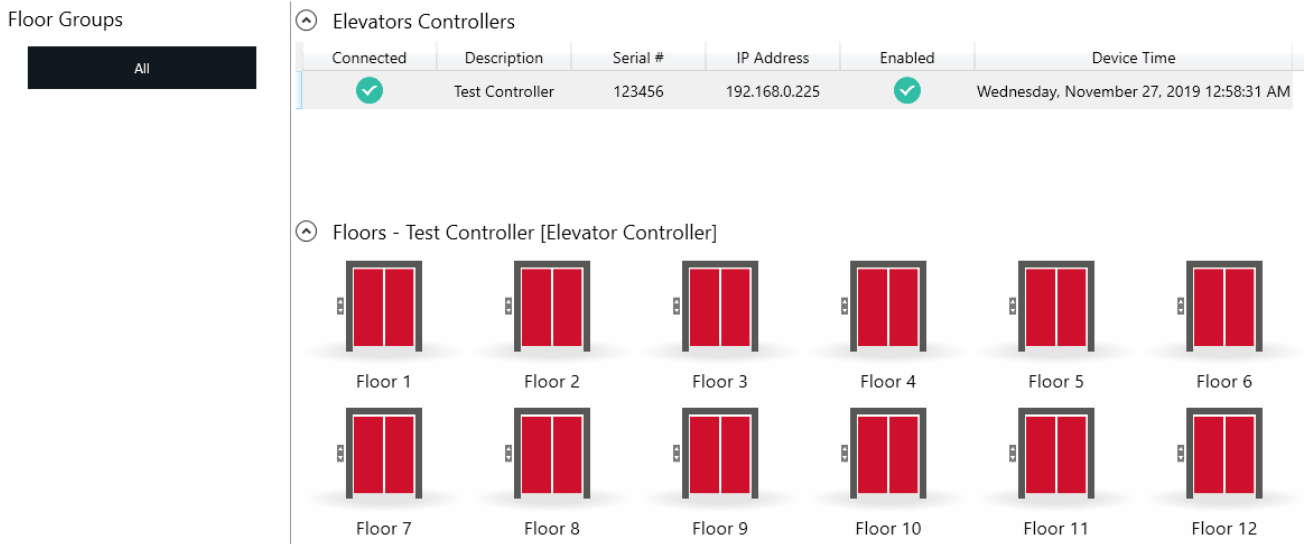 Floor Groups
All
Elevators Controllers
Connected Description Serial # IP Address Enabled Device Time
Test Controller 123456 192.168.0.225 Wednesday, November 27, 2019 12:58:31 AM
Floors - Test Controller [Elevator Controller]
Floor 1 Floor 2 Floor 3 Floor 4 Floor 5 Floor 6
Floor 7 Floor 8 Floor 9 Floor 10 Floor 11 Floor 12